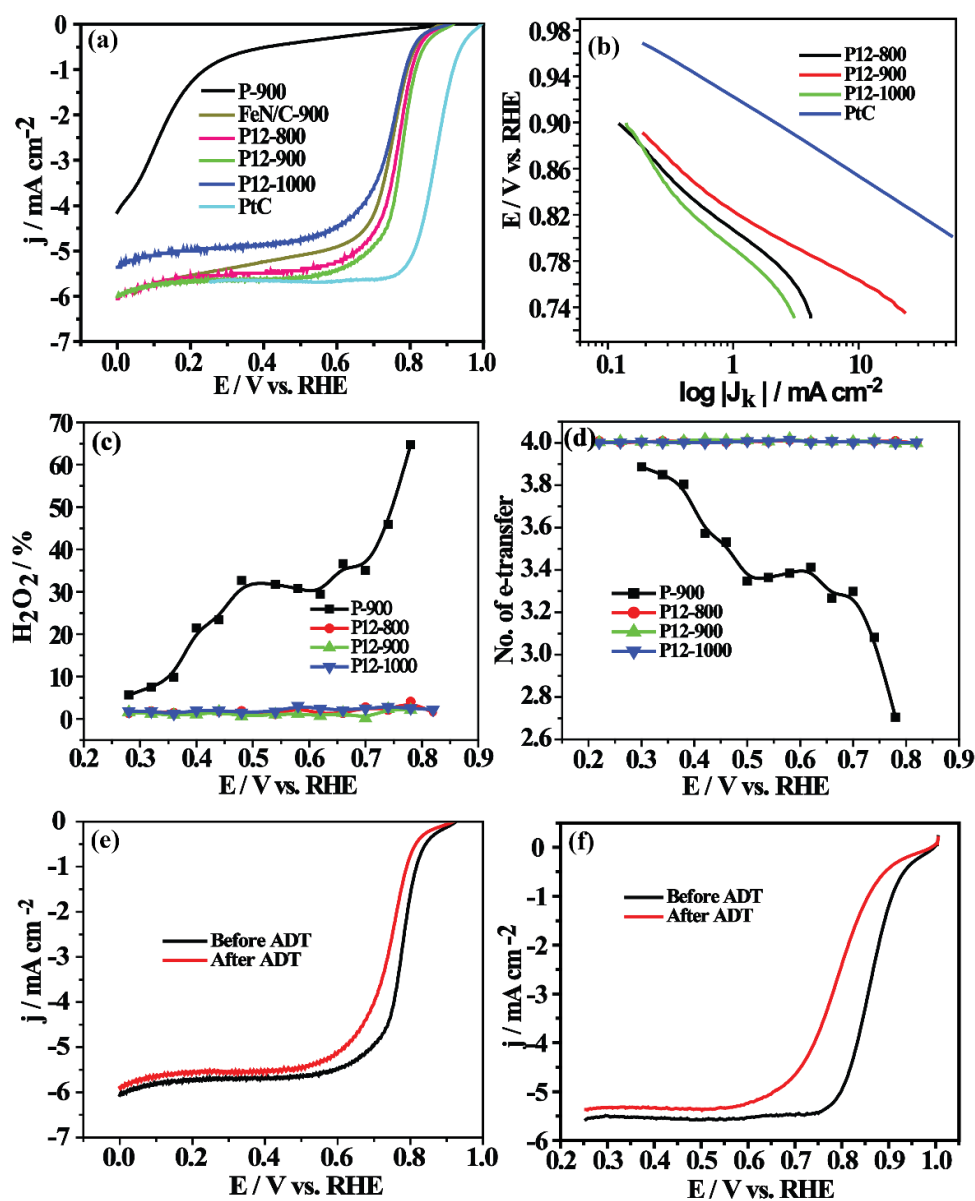 (a)
P-900
FeN/C-900
P12-800
P12-900
P12-1000
PtC
j / mA cm-2
0
-1
-2
-3
-4
-5
-6
-7
0.0 0.2 0.4 0.6 0.8 1.0
E / V vs. RHE
(b)
P12-800
P12-900
P12-1000
PtC
E / V vs. RHE
0.98
0.94
0.90
0.86
0.82
0.78
0.74
0.1 1 10
log |Jk | / mA cm-2
(c)
P-900
P12-800
P12-900
P12-1000
H2O2 / %
70
60
50
40
30
20
10
0
0.2 0.3 0.4 0.5 0.6 0.7 0.8 0.9
E / V vs. RHE
(d)
P-900
P12-800
P12-900
P12-1000
No. of e-transfer
4.0
3.8
3.6
3.4
3.2
3.0
2.8
2.6
0.2 0.3 0.4 0.5 0.6 0.7 0.8 0.9
E / V vs. RHE
(e)
Before ADT
After ADT
j / mA cm-2
0
-1
-2
-3
-4
-5
-6
-7
0.0 0.2 0.4 0.6 0.8 1.0
E / V vs. RHE
(f)
Before ADT
After ADT
j / mA cm-2
0
-1
-2
-3
-4
-5
-6
0.2 0.3 0.4 0.5 0.6 0.7 0.8 0.9 1.0
E / V vs. RHE